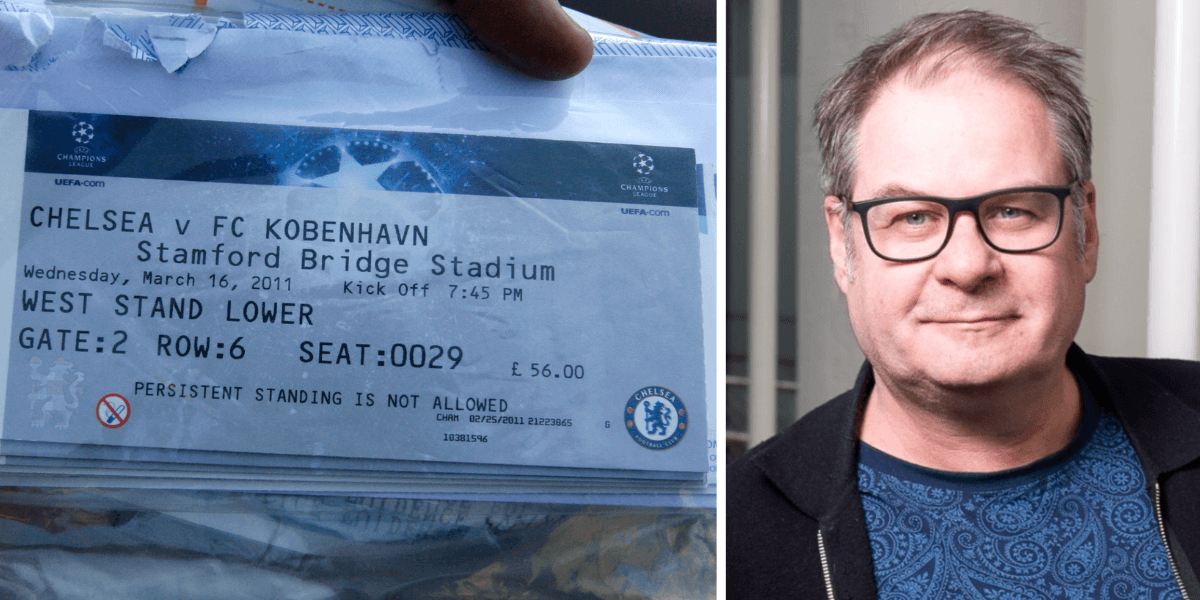 CHAMPIONS
LEAGUE
UEFA.com
CHAMPIONS
LEAGUE
UEFA.com
CHELSEA v FC KOBENHAVN
Stamford Bridge Stadium
Wednesday, March 16, 2011 Kick Off 7:45 PM
WEST STAND LOWER
GATE:2 ROW:6 SEAT:0029 £ 56.00
PERSISTENT STANDING IS NOT ALLOWED
CHAM 02/25/2011 21223865 G
10381596
CHELSEA
FOOTBALL CLUB